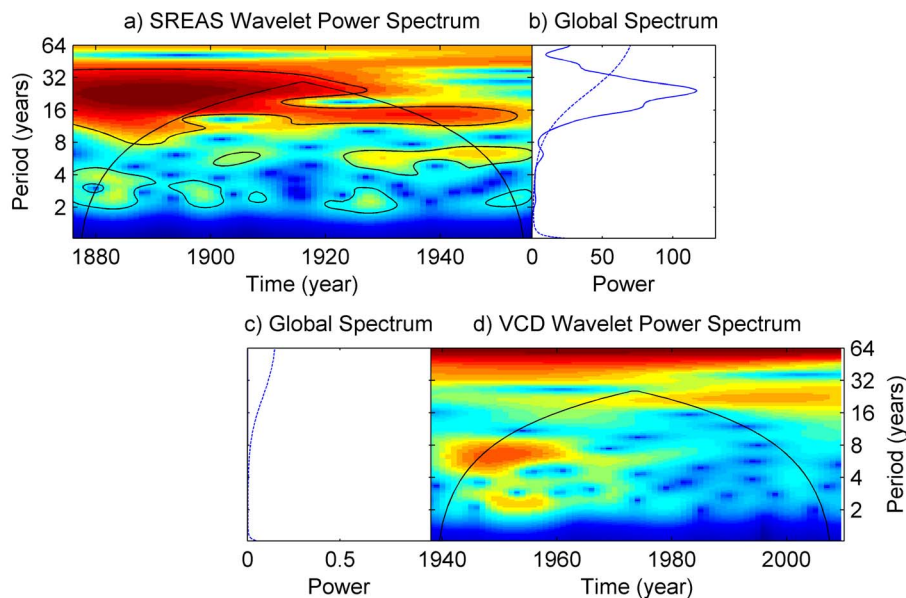 a) SREAS Wavelet Power Spectrum
b) Global Spectrum
Period (years)
64
32
16
8
4
2
1880
1900
1920
1940
Time (year)
0
50
100
Power
c) Global Spectrum
d) VCD Wavelet Power Spectrum
0
0.5
Power
1940
1960
1980
2000
Time (year)
64
32
16
8
4
2
Period (years)